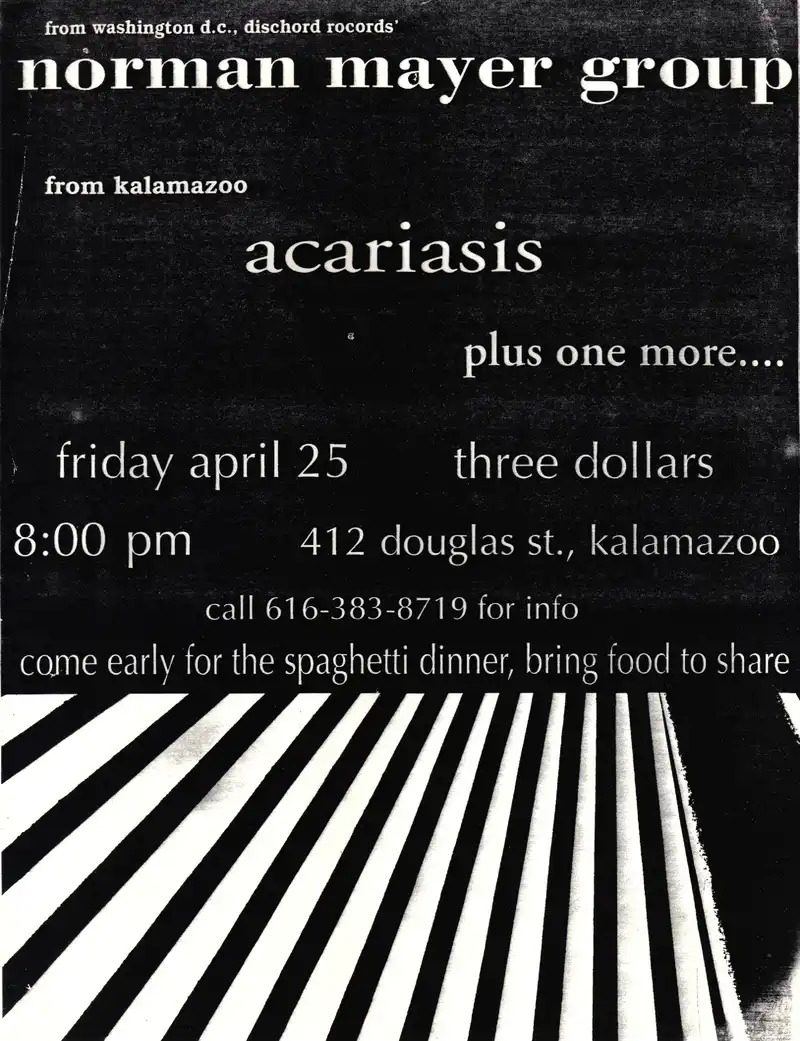 from washington d.c., dischord rocords'
norman mayer group
from kalamazoo
acariasis
plus one more....
friday april 25 three dollars
8:00 pm 412 douglas st., kalamazoo
call 616-383-8719 for info
come early for the spaghetti dinner, bring food to share